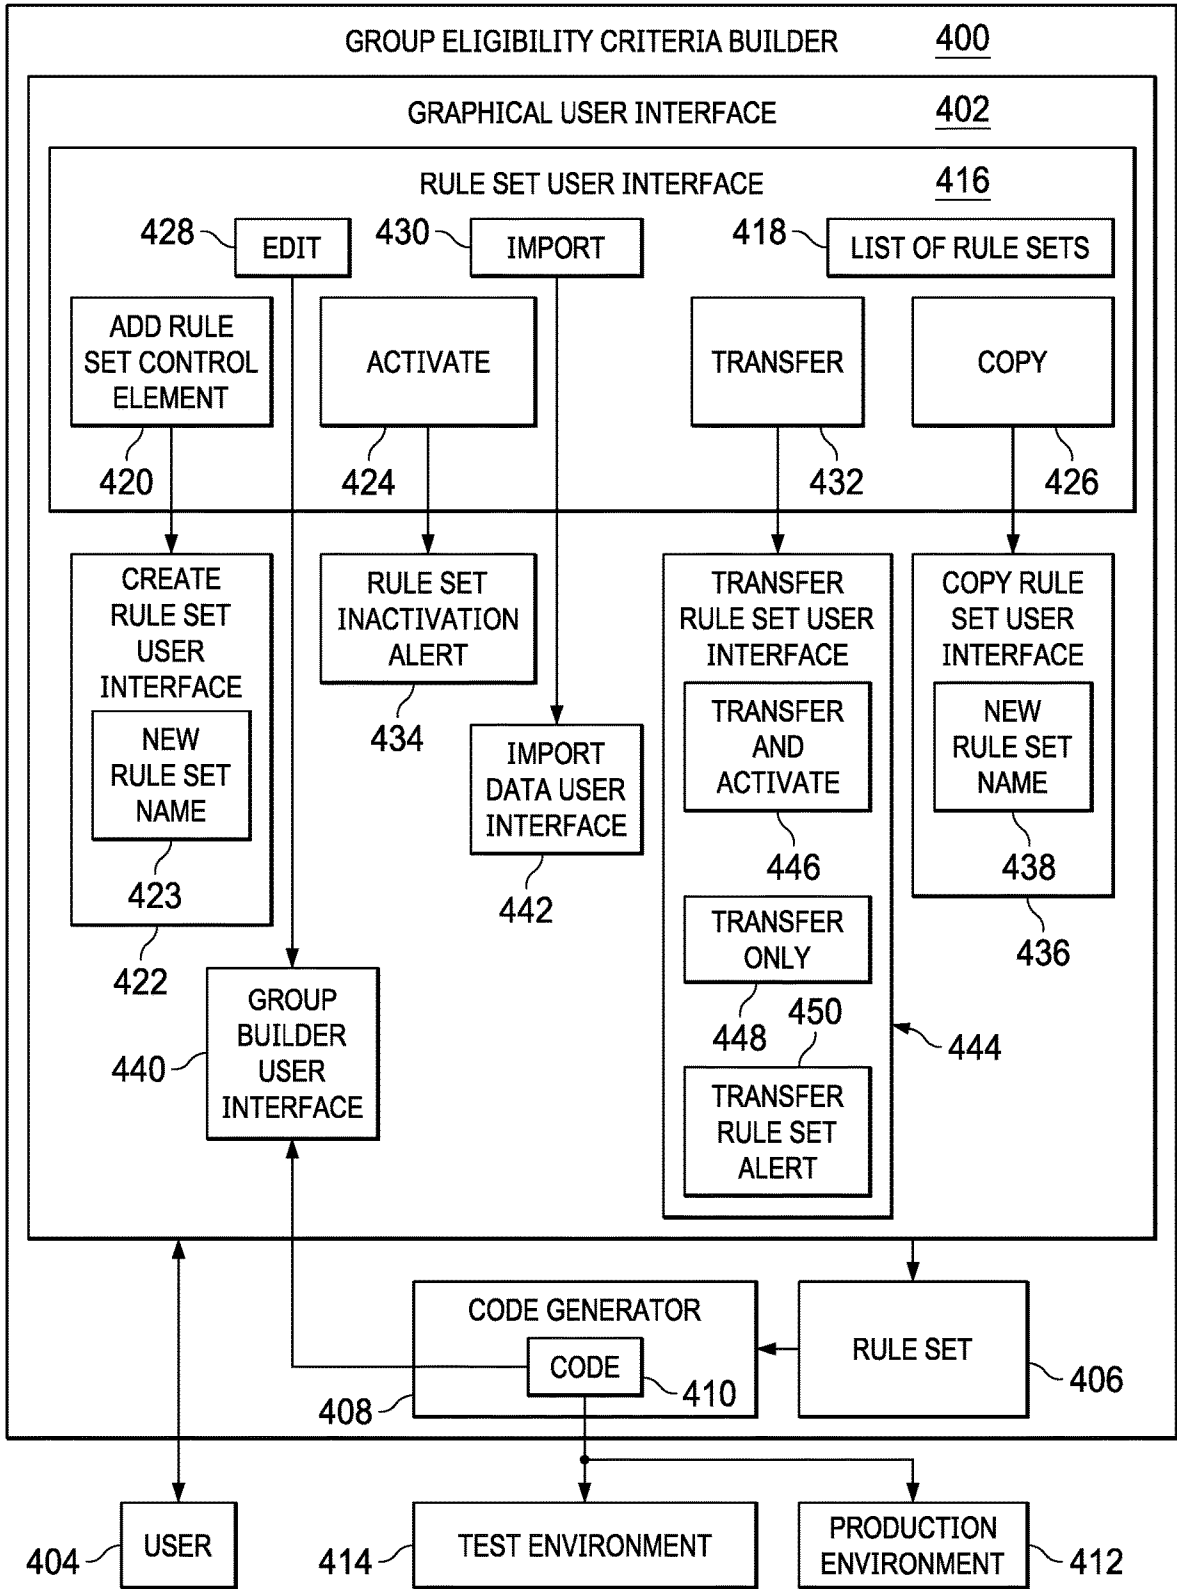 GROUP ELIGIBILITY CRITERIA BUILDER 400
GRAPHICAL USER INTERFACE 402
RULE SET USER INTERFACE 416
428 EDIT 430 IMPORT 418 LIST OF RULE SETS
ADD RULE
SET CONTROL
ELEMENT
420
ACTIVATE
424
TRANSFER
432
COPY
426
CREATE
RULE SET
USER
INTERFACE
NEW
RULE SET
NAME
423
422
RULE SET
INACTIVATION
ALERT
434
IMPORT
DATA USER
INTERFACE
442
TRANSFER
RULE SET USER
INTERFACE
TRANSFER
AND
ACTIVATE
446
TRANSFER
ONLY
448
450
TRANSFER
RULE SET
ALERT
444
COPY RULE
SET USER
INTERFACE
NEW
RULE SET
NAME
438
436
GROUP
BUILDER
USER
INTERFACE
440
CODE GENERATOR
CODE
408
410
RULE SET
406
404
USER
414
TEST ENVIRONMENT
PRODUCTION
ENVIRONMENT
412